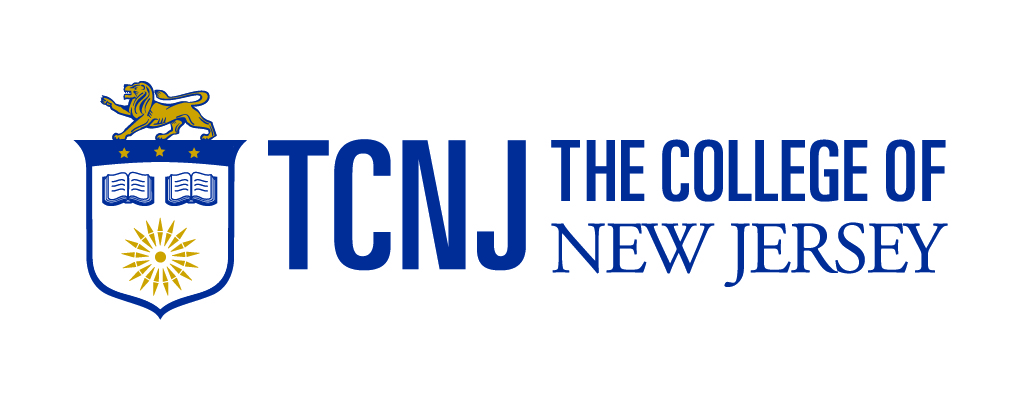 TCNJ
THE COLLEGE OF
NEW JERSEY